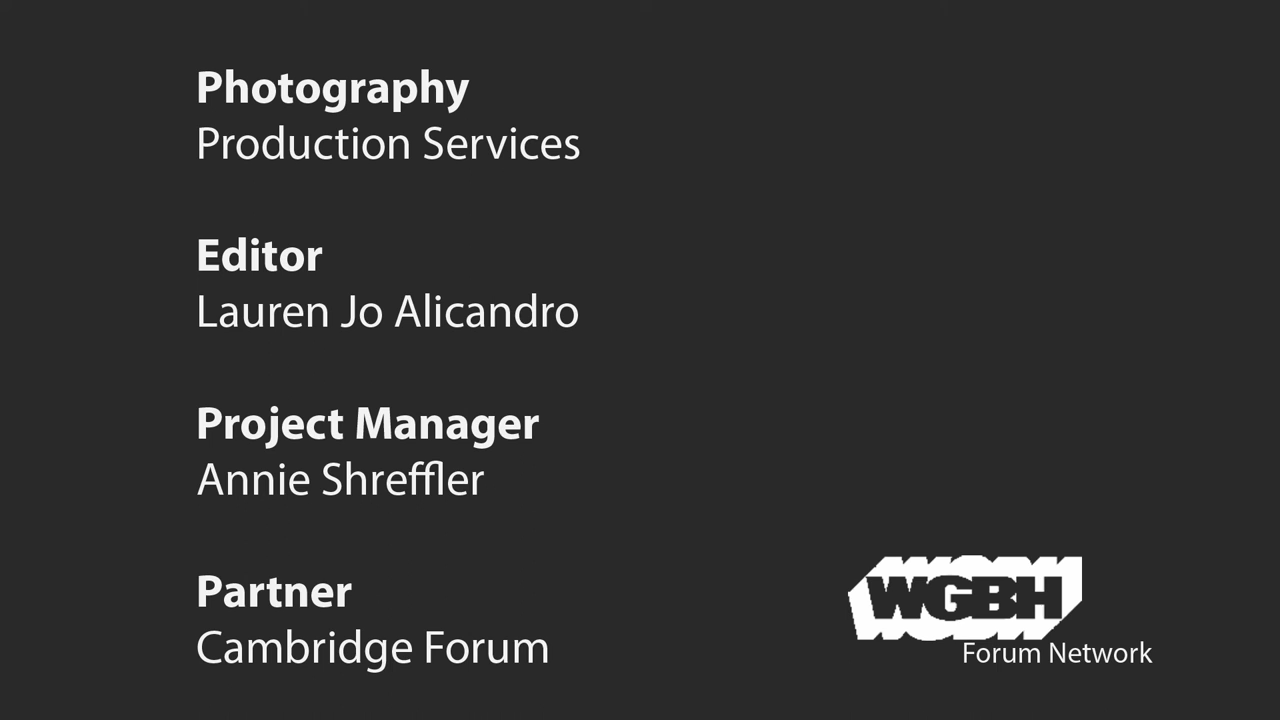 Photography
Production Services
Editor
Lauren Jo Alicandro
Project Manager
Annie Shreffler
Partner
Cambridge Forum
WGBH
Forum Network